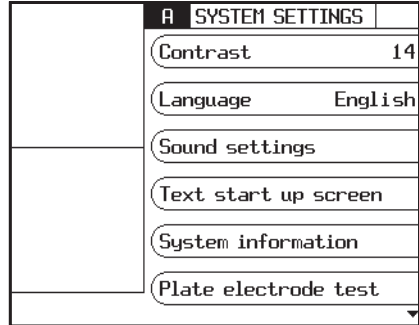 A SYSTEM SETTINGS
Contrast 14
Language English
Sound settings
Text start up screen
System information
Plate electrode test